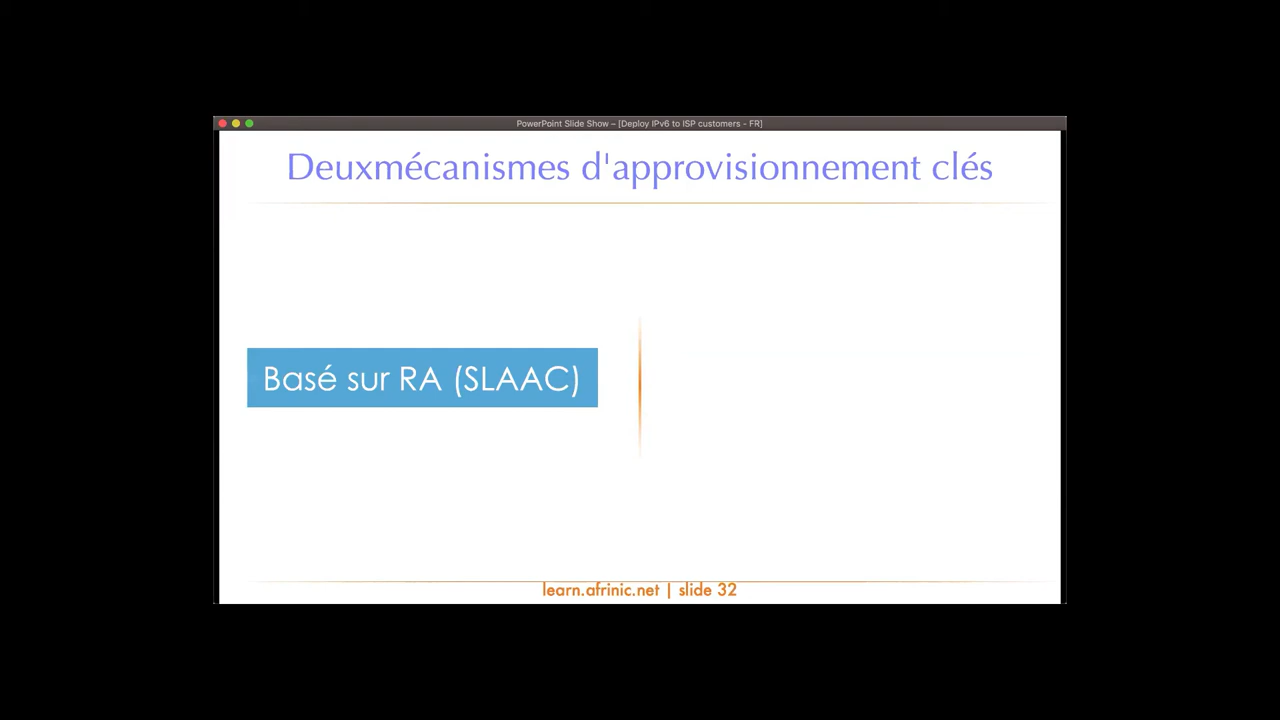 PowerPoint Slide Show – [Deploy IPv6 to ISP customers - FR]
Deuxmécanismes d'approvisionnement clés
Basé sur RA (SLAAC)
learn.afrinic.net | slide 32